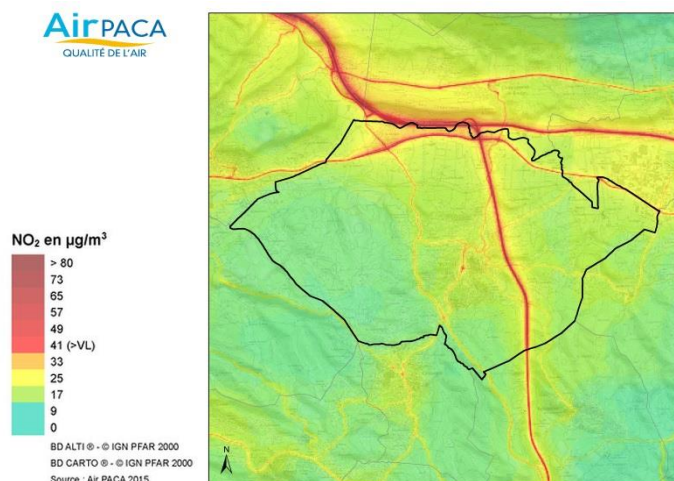 AirPACA
QUALITÉ DE L'AIR
NO₂ en µg/m³
> 80
73
65
57
49
41 (>VL)
33
25
17
9
0
BD ALTI ® - © IGN PFAR 2000
BD CARTO ® - © IGN PFAR 2000
Source : Air PACA 2015
N